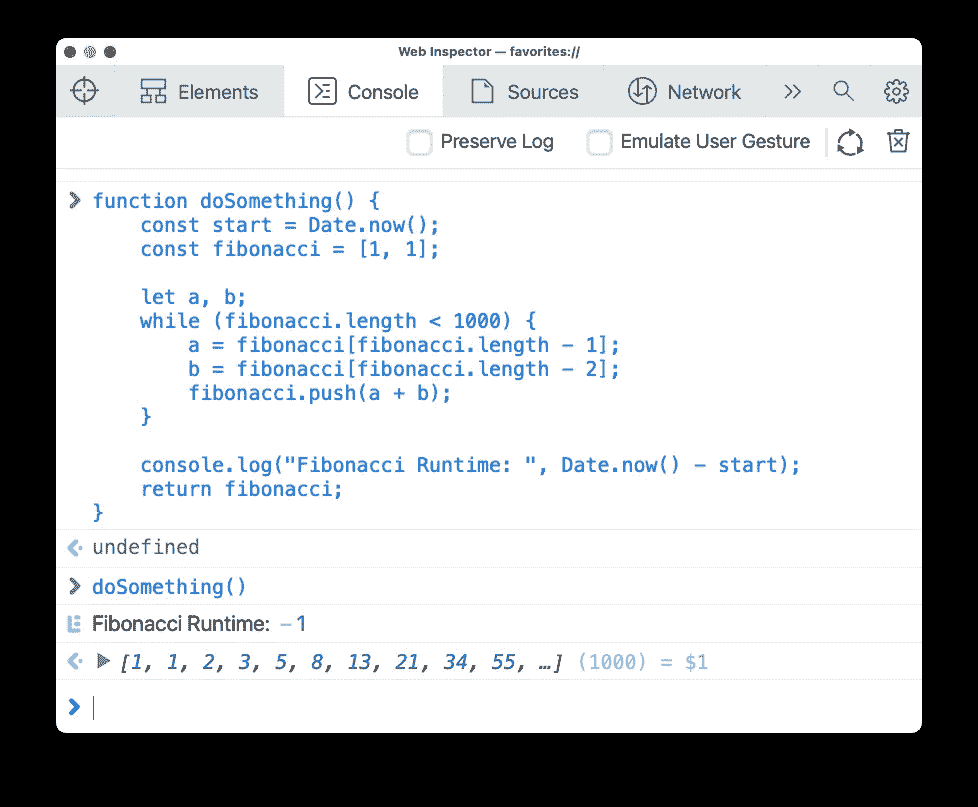 Web Inspector — favorites://
Elements Console Sources Network
Preserve Log Emulate User Gesture
function doSomething() {
    const start = Date.now();
    const fibonacci = [1, 1];

    let a, b;
    while (fibonacci.length < 1000) {
        a = fibonacci[fibonacci.length - 1];
        b = fibonacci[fibonacci.length - 2];
        fibonacci.push(a + b);
    }

    console.log("Fibonacci Runtime: ", Date.now() - start);
    return fibonacci;
}
undefined
doSomething()
Fibonacci Runtime: – 1
[1, 1, 2, 3, 5, 8, 13, 21, 34, 55, …] (1000) = $1